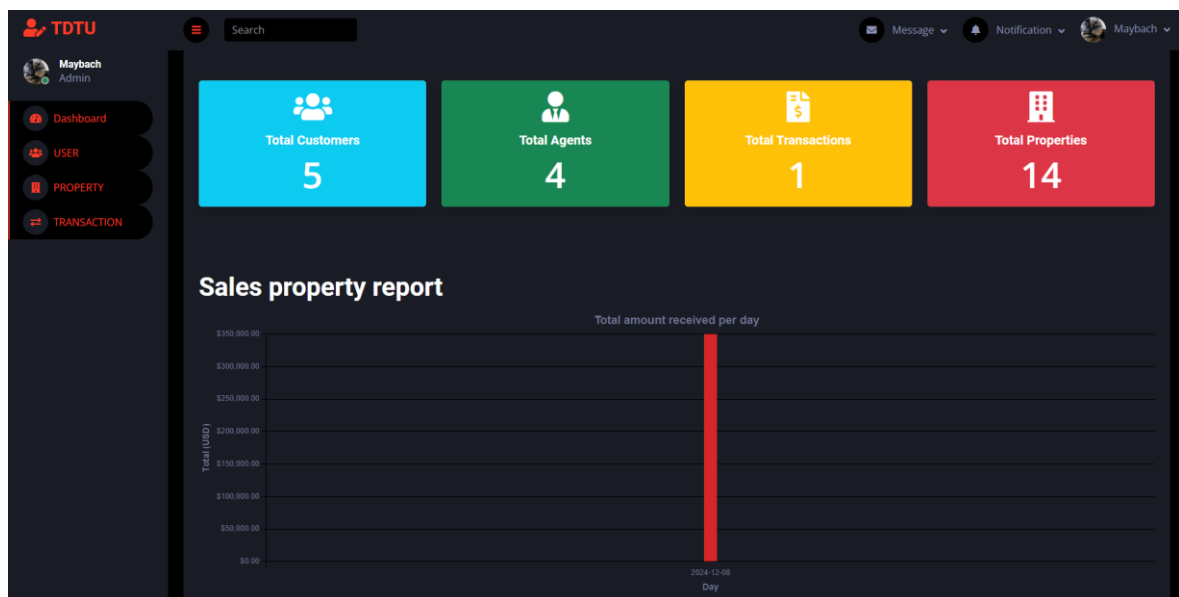 TDTU
Search
Message
Notification
Maybach
Maybach
Admin
Dashboard
USER
PROPERTY
TRANSACTION
Total Customers
5
Total Agents
4
Total Transactions
1
Total Properties
14
Sales property report
Total amount received per day
Total (USD)
$350,000.00
$300,000.00
$250,000.00
$200,000.00
$150,000.00
$100,000.00
$50,000.00
$0.00
2024-12-08
Day